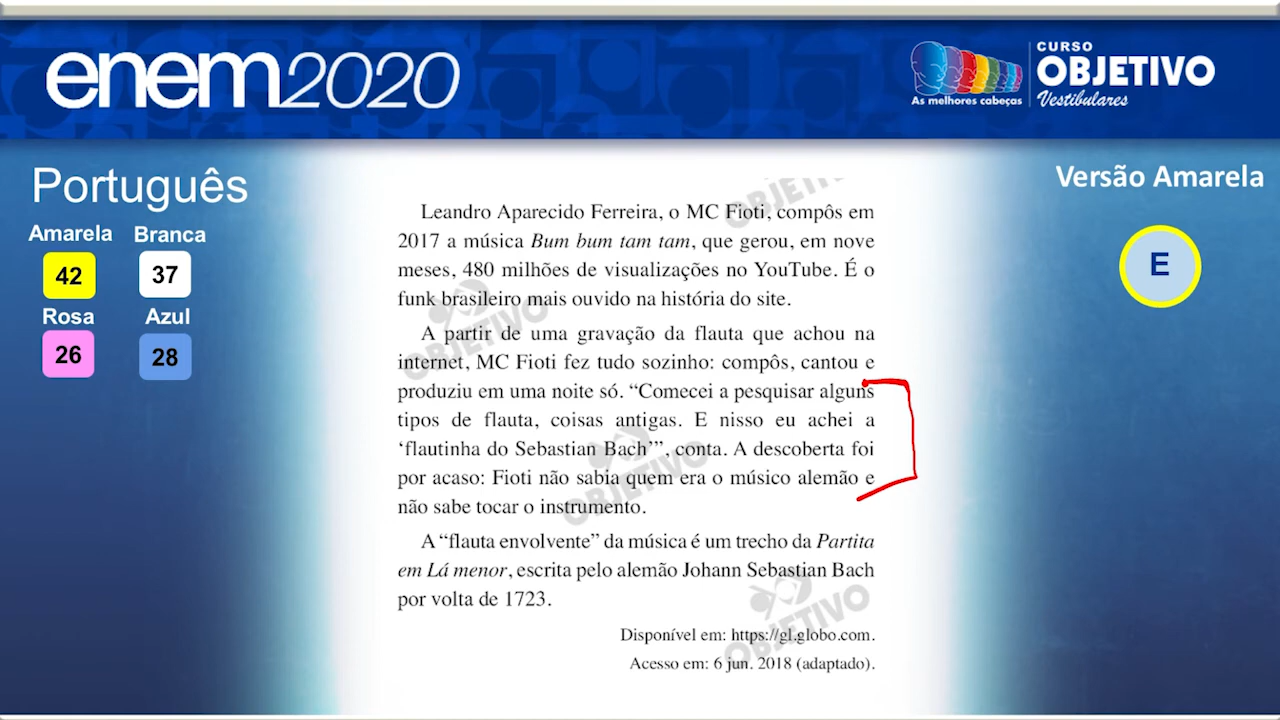 enem2020
CURSO
OBJETIVO
As melhores cabeças
Vestibulares
Português
Versão Amarela
Amarela Branca
42 37
Rosa Azul
26 28
E
OBJETIVO
Leandro Aparecido Ferreira, o MC Fioti, compôs em
2017 a música Bum bum tam tam, que gerou, em nove
meses, 480 milhões de visualizações no YouTube. É o
funk brasileiro mais ouvido na história do site.
OBJETIVO
A partir de uma gravação da flauta que achou na
internet, MC Fioti fez tudo sozinho: compôs, cantou e
produziu em uma noite só. “Comecei a pesquisar alguns
tipos de flauta, coisas antigas. E nisso eu achei a
‘flautinha do Sebastian Bach’”, conta. A descoberta foi
por acaso: Fioti não sabia quem era o músico alemão e
não sabe tocar o instrumento.
OBJETIVO
A “flauta envolvente” da música é um trecho da Partita
em Lá menor, escrita pelo alemão Johann Sebastian Bach
por volta de 1723.
OBJETIVO
Disponível em: https://gl.globo.com.
Acesso em: 6 jun. 2018 (adaptado).